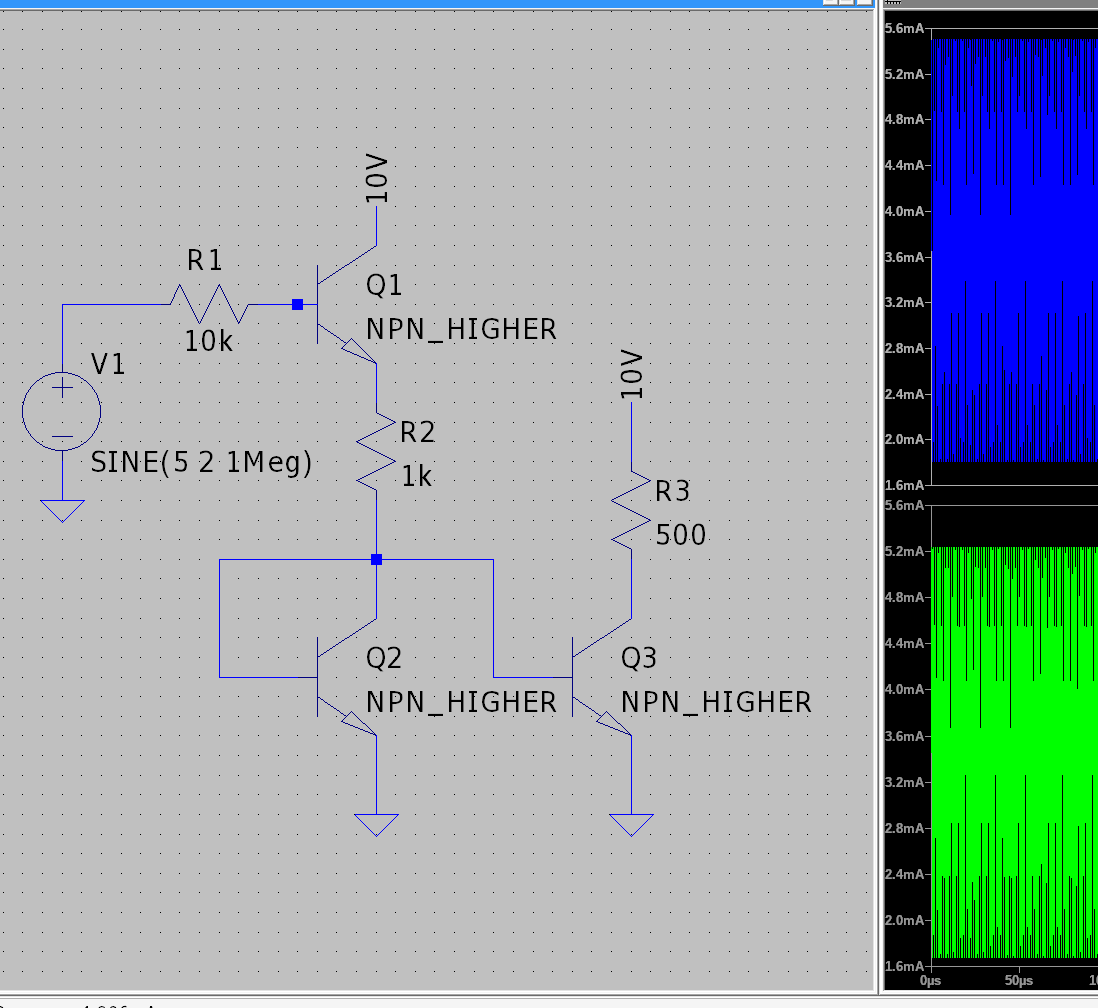 10V
R1
10k
Q1
NPN_HIGHER
V1
SINE(5 2 1Meg)
R2
1k
10V
R3
500
Q2
NPN_HIGHER
Q3
NPN_HIGHER
5.6mA
5.2mA
4.8mA
4.4mA
4.0mA
3.6mA
3.2mA
2.8mA
2.4mA
2.0mA
1.6mA
5.6mA
5.2mA
4.8mA
4.4mA
4.0mA
3.6mA
3.2mA
2.8mA
2.4mA
2.0mA
1.6mA
0µs
50µs